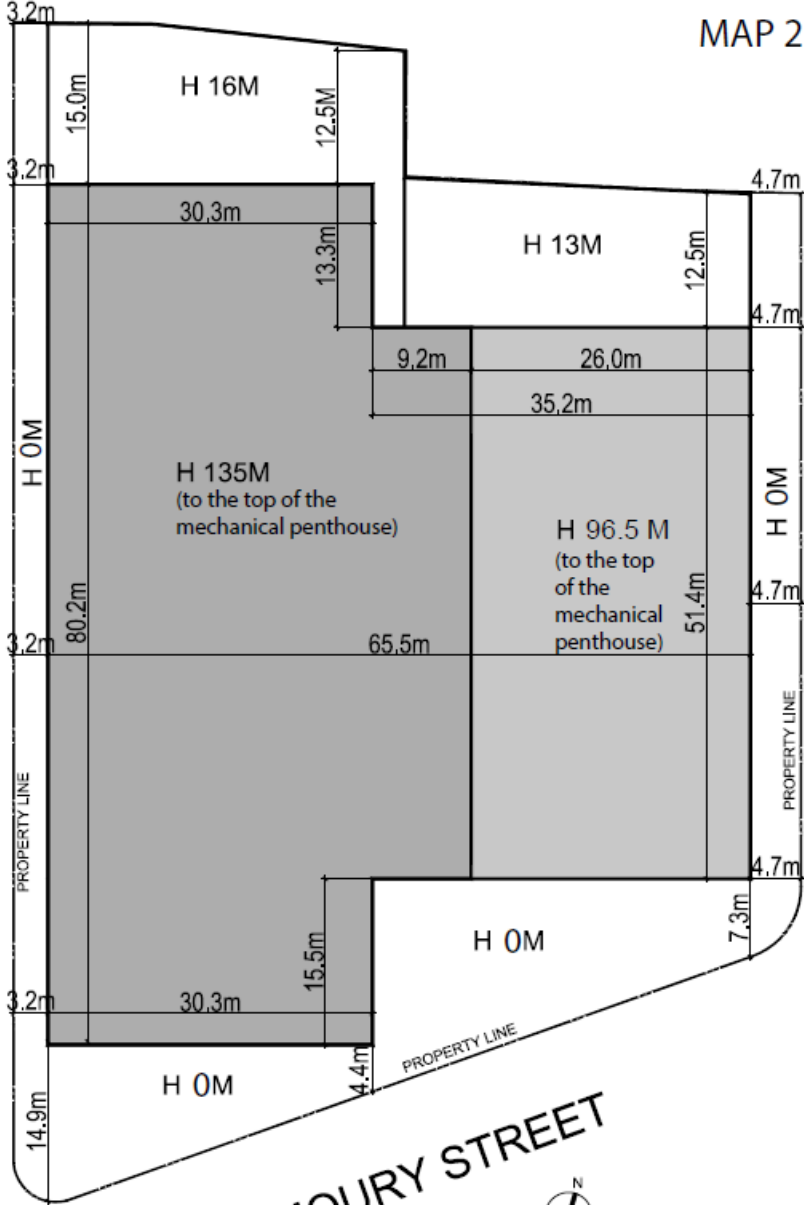 3.2m
MAP 2
H 16M
15.0m
12.5M
3.2m
4.7m
30,3m
13.3m
H 13M
12.5m
4.7m
9,2m
26,0m
35,2m
H 0M
H 135M
(to the top of the
mechanical penthouse)
H 0M
H 96.5 M
(to the top
of the
mechanical
penthouse)
4.7m
80.2m
51.4m
3.2m
65,5m
PROPERTY LINE
PROPERTY LINE
4.7m
7.3m
H 0M
15.5m
3.2m
30.3m
PROPERTY LINE
4.4m
H 0M
14.9m
OURY STREET
N